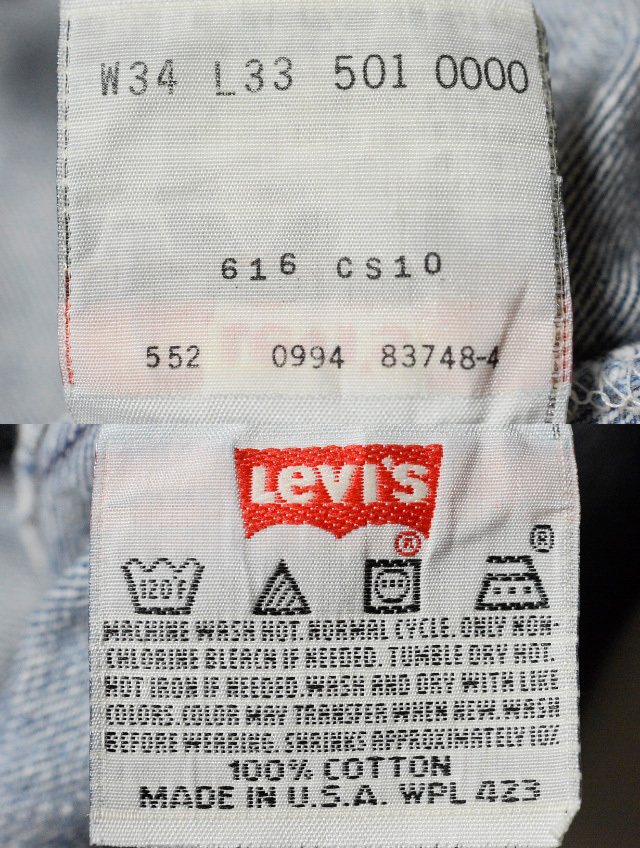 W34 L33 501 0000
616 CS10
552 0994 83748-4
Levi's
®
®
120°F
MACHINE WASH HOT. NORMAL CYCLE. ONLY NON-
CHLORINE BLEACH IF NEEDED. TUMBLE DRY HOT.
HOT IRON IF NEEDED. WASH AND DRY WITH LIKE
COLORS. COLOR MAY TRANSFER WHEN NEW. WASH
BEFORE WEARING. SHRINKS APPROXIMATELY 10%
100% COTTON
MADE IN U.S.A. WPL 423